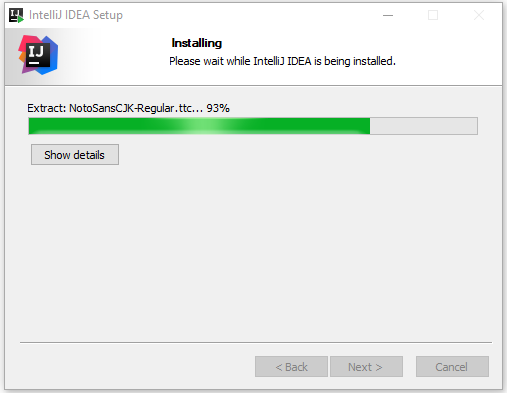 IntelliJ IDEA Setup
IJ
Installing
Please wait while IntelliJ IDEA is being installed.
Extract: NotoSansCJK-Regular.ttc... 93%
Show details
< Back
Next >
Cancel